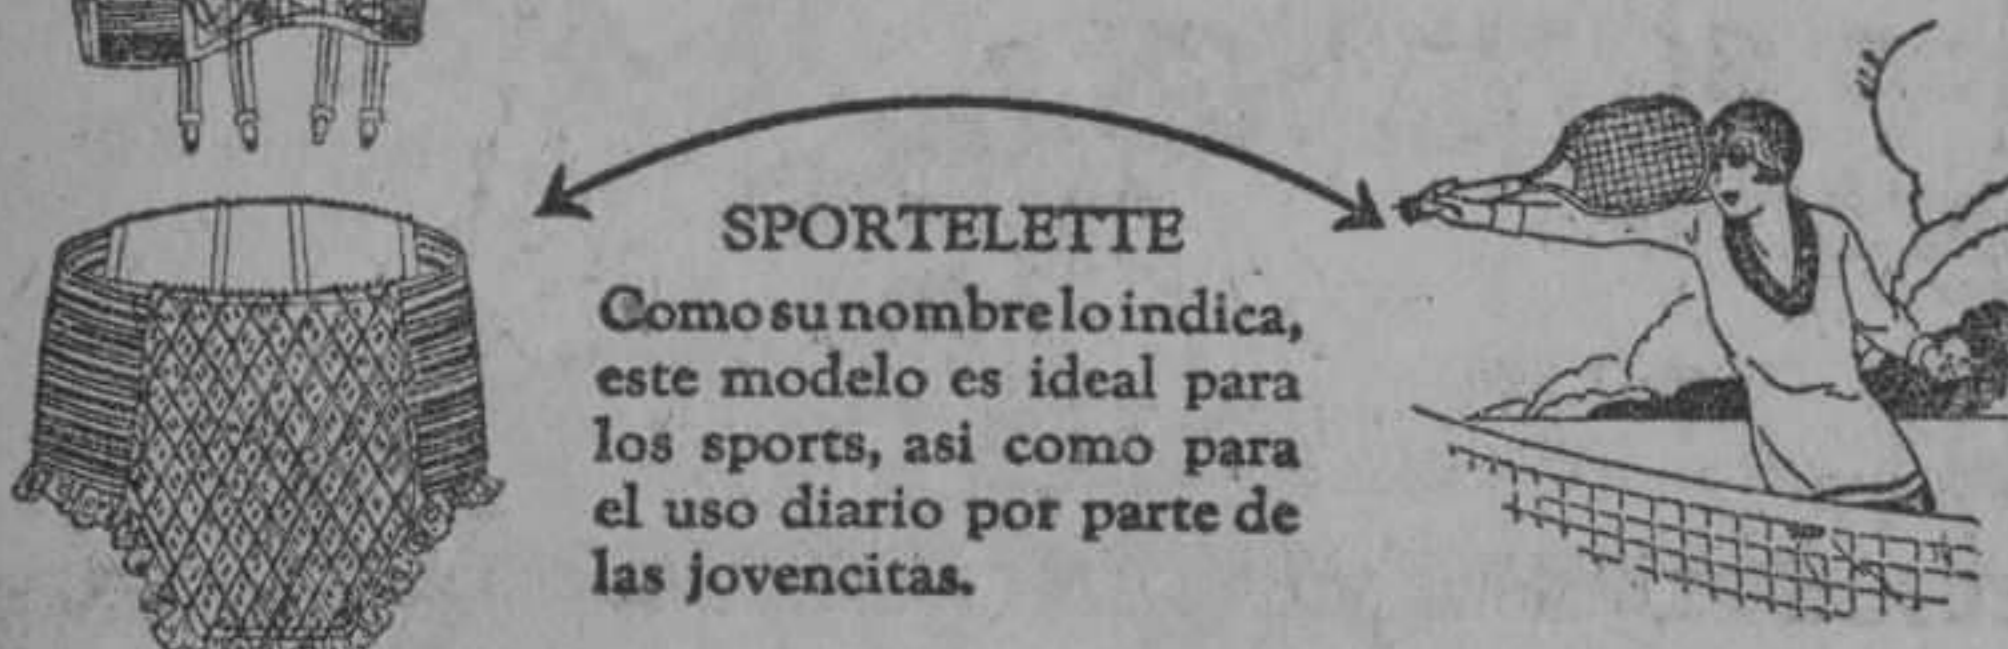 SPORTELETTE
Como su nombre lo indica,
este modelo es ideal para
los sports, asi como para
el uso diario por parte de
las jovencitas.